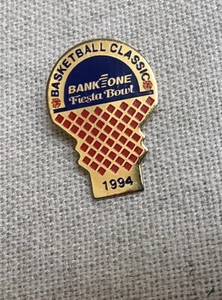 BASKETBALL CLASSIC
BANK ONE
Fiesta Bowl
1994